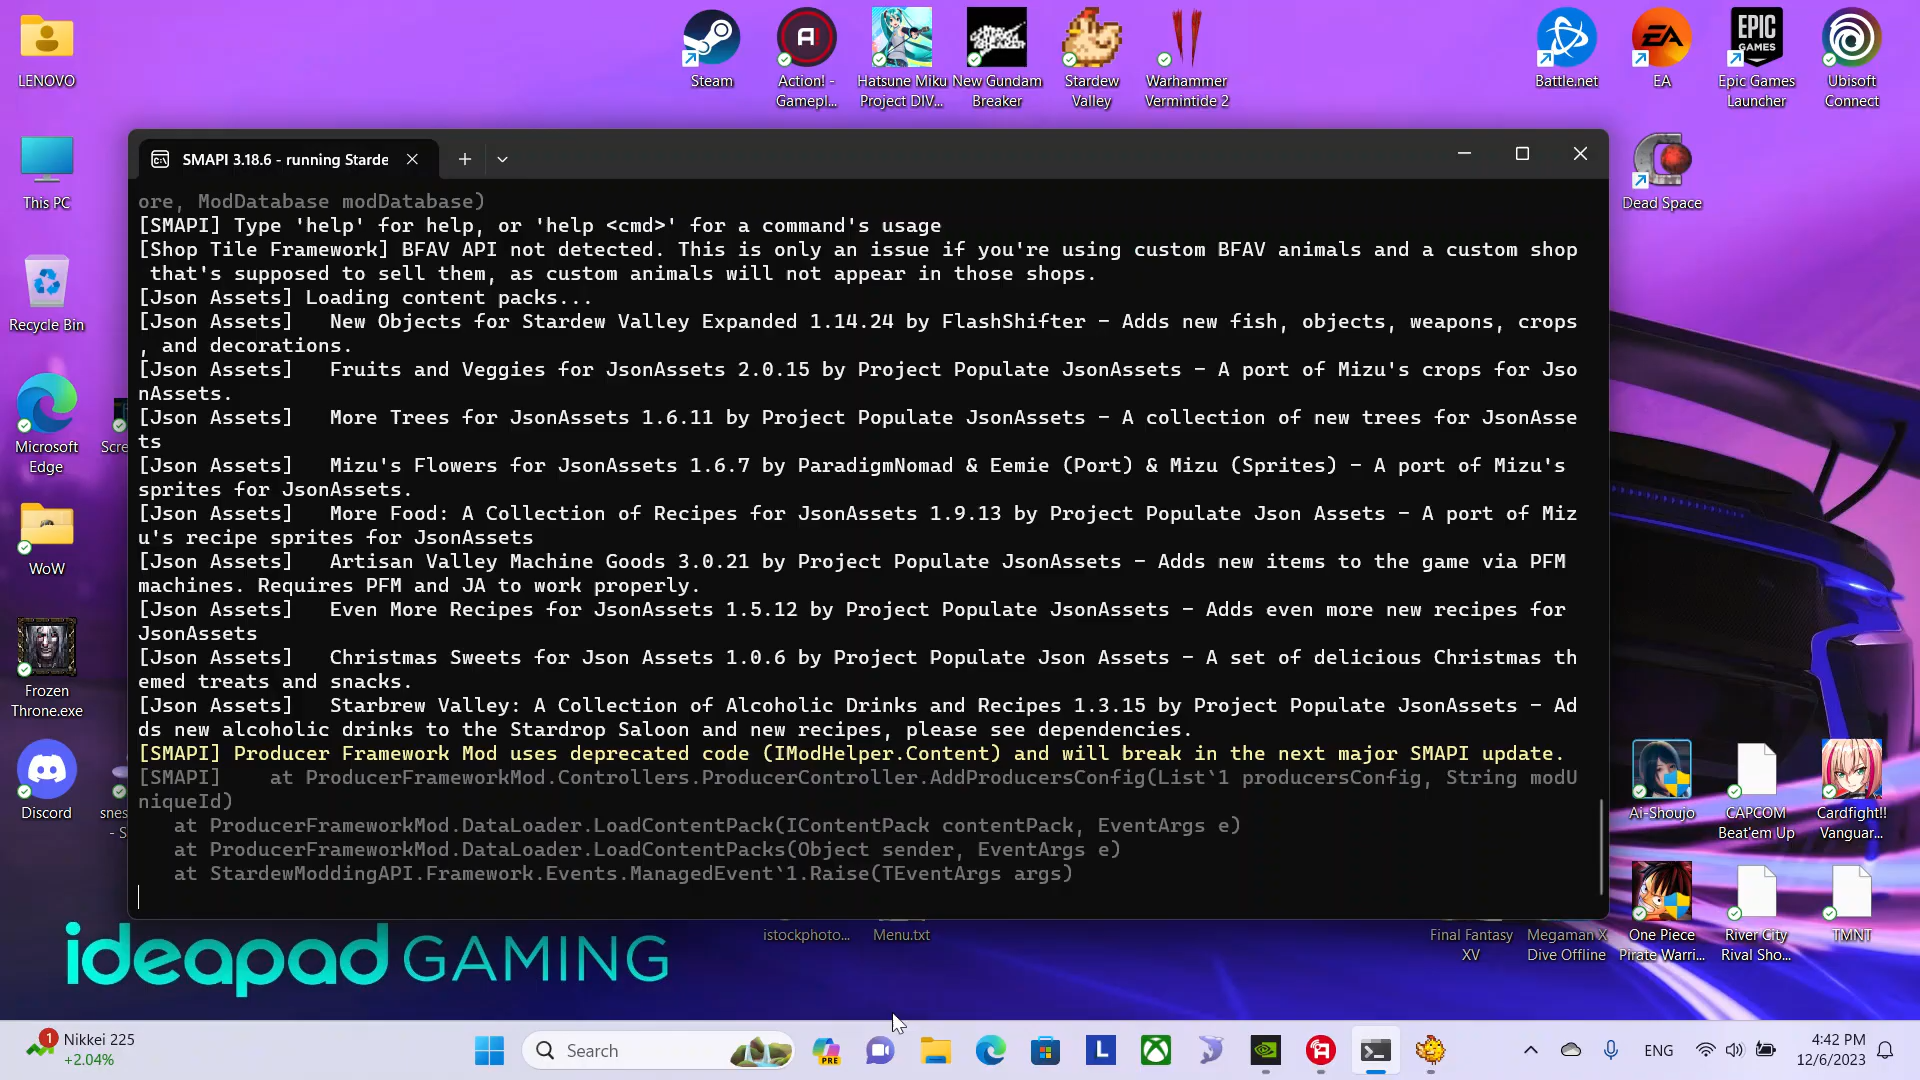 LENOVO
Steam
Action! -
Gamepl...
Hatsune Miku
Project DIV...
New Gundam
Breaker
Stardew
Valley
Warhammer
Vermintide 2
Battle.net
EA
Epic Games
Launcher
Ubisoft
Connect
This PC
Dead Space
Recycle Bin
Microsoft
Edge
Scre
WoW
Frozen
Throne.exe
Discord
snes
- S
SMAPI 3.18.6 - running Starde
ore, ModDatabase modDatabase)
[SMAPI] Type 'help' for help, or 'help <cmd>' for a command's usage
[Shop Tile Framework] BFAV API not detected. This is only an issue if you're using custom BFAV animals and a custom shop
that's supposed to sell them, as custom animals will not appear in those shops.
[Json Assets] Loading content packs...
[Json Assets]   New Objects for Stardew Valley Expanded 1.14.24 by FlashShifter – Adds new fish, objects, weapons, crops
, and decorations.
[Json Assets]   Fruits and Veggies for JsonAssets 2.0.15 by Project Populate JsonAssets – A port of Mizu's crops for Jso
nAssets.
[Json Assets]   More Trees for JsonAssets 1.6.11 by Project Populate JsonAssets – A collection of new trees for JsonAsse
ts
[Json Assets]   Mizu's Flowers for JsonAssets 1.6.7 by ParadigmNomad & Eemie (Port) & Mizu (Sprites) – A port of Mizu's
sprites for JsonAssets.
[Json Assets]   More Food: A Collection of Recipes for JsonAssets 1.9.13 by Project Populate Json Assets – A port of Miz
u's recipe sprites for JsonAssets
[Json Assets]   Artisan Valley Machine Goods 3.0.21 by Project Populate JsonAssets – Adds new items to the game via PFM
machines. Requires PFM and JA to work properly.
[Json Assets]   Even More Recipes for JsonAssets 1.5.12 by Project Populate JsonAssets – Adds even more new recipes for
JsonAssets
[Json Assets]   Christmas Sweets for Json Assets 1.0.6 by Project Populate Json Assets – A set of delicious Christmas th
emed treats and snacks.
[Json Assets]   Starbrew Valley: A Collection of Alcoholic Drinks and Recipes 1.3.15 by Project Populate JsonAssets – Ad
ds new alcoholic drinks to the Stardrop Saloon and new recipes, please see dependencies.
[SMAPI] Producer Framework Mod uses deprecated code (IModHelper.Content) and will break in the next major SMAPI update.
[SMAPI]    at ProducerFrameworkMod.Controllers.ProducerController.AddProducersConfig(List`1 producersConfig, String modU
niqueId)
at ProducerFrameworkMod.DataLoader.LoadContentPack(IContentPack contentPack, EventArgs e)
at ProducerFrameworkMod.DataLoader.LoadContentPacks(Object sender, EventArgs e)
at StardewModdingAPI.Framework.Events.ManagedEvent`1.Raise(TEventArgs args)
Ai-Shoujo
CAPCOM
Beat'em Up
Cardfight!!
Vanguar...
istockphoto...
Menu.txt
Final Fantasy
XV
Megaman X
Dive Offline
One Piece
Pirate Warri...
River City
Rival Sho...
TMNT
ideapad GAMING
1
Nikkei 225
+2.04%
Search
PRE
L
ENG
4:42 PM
12/6/2023